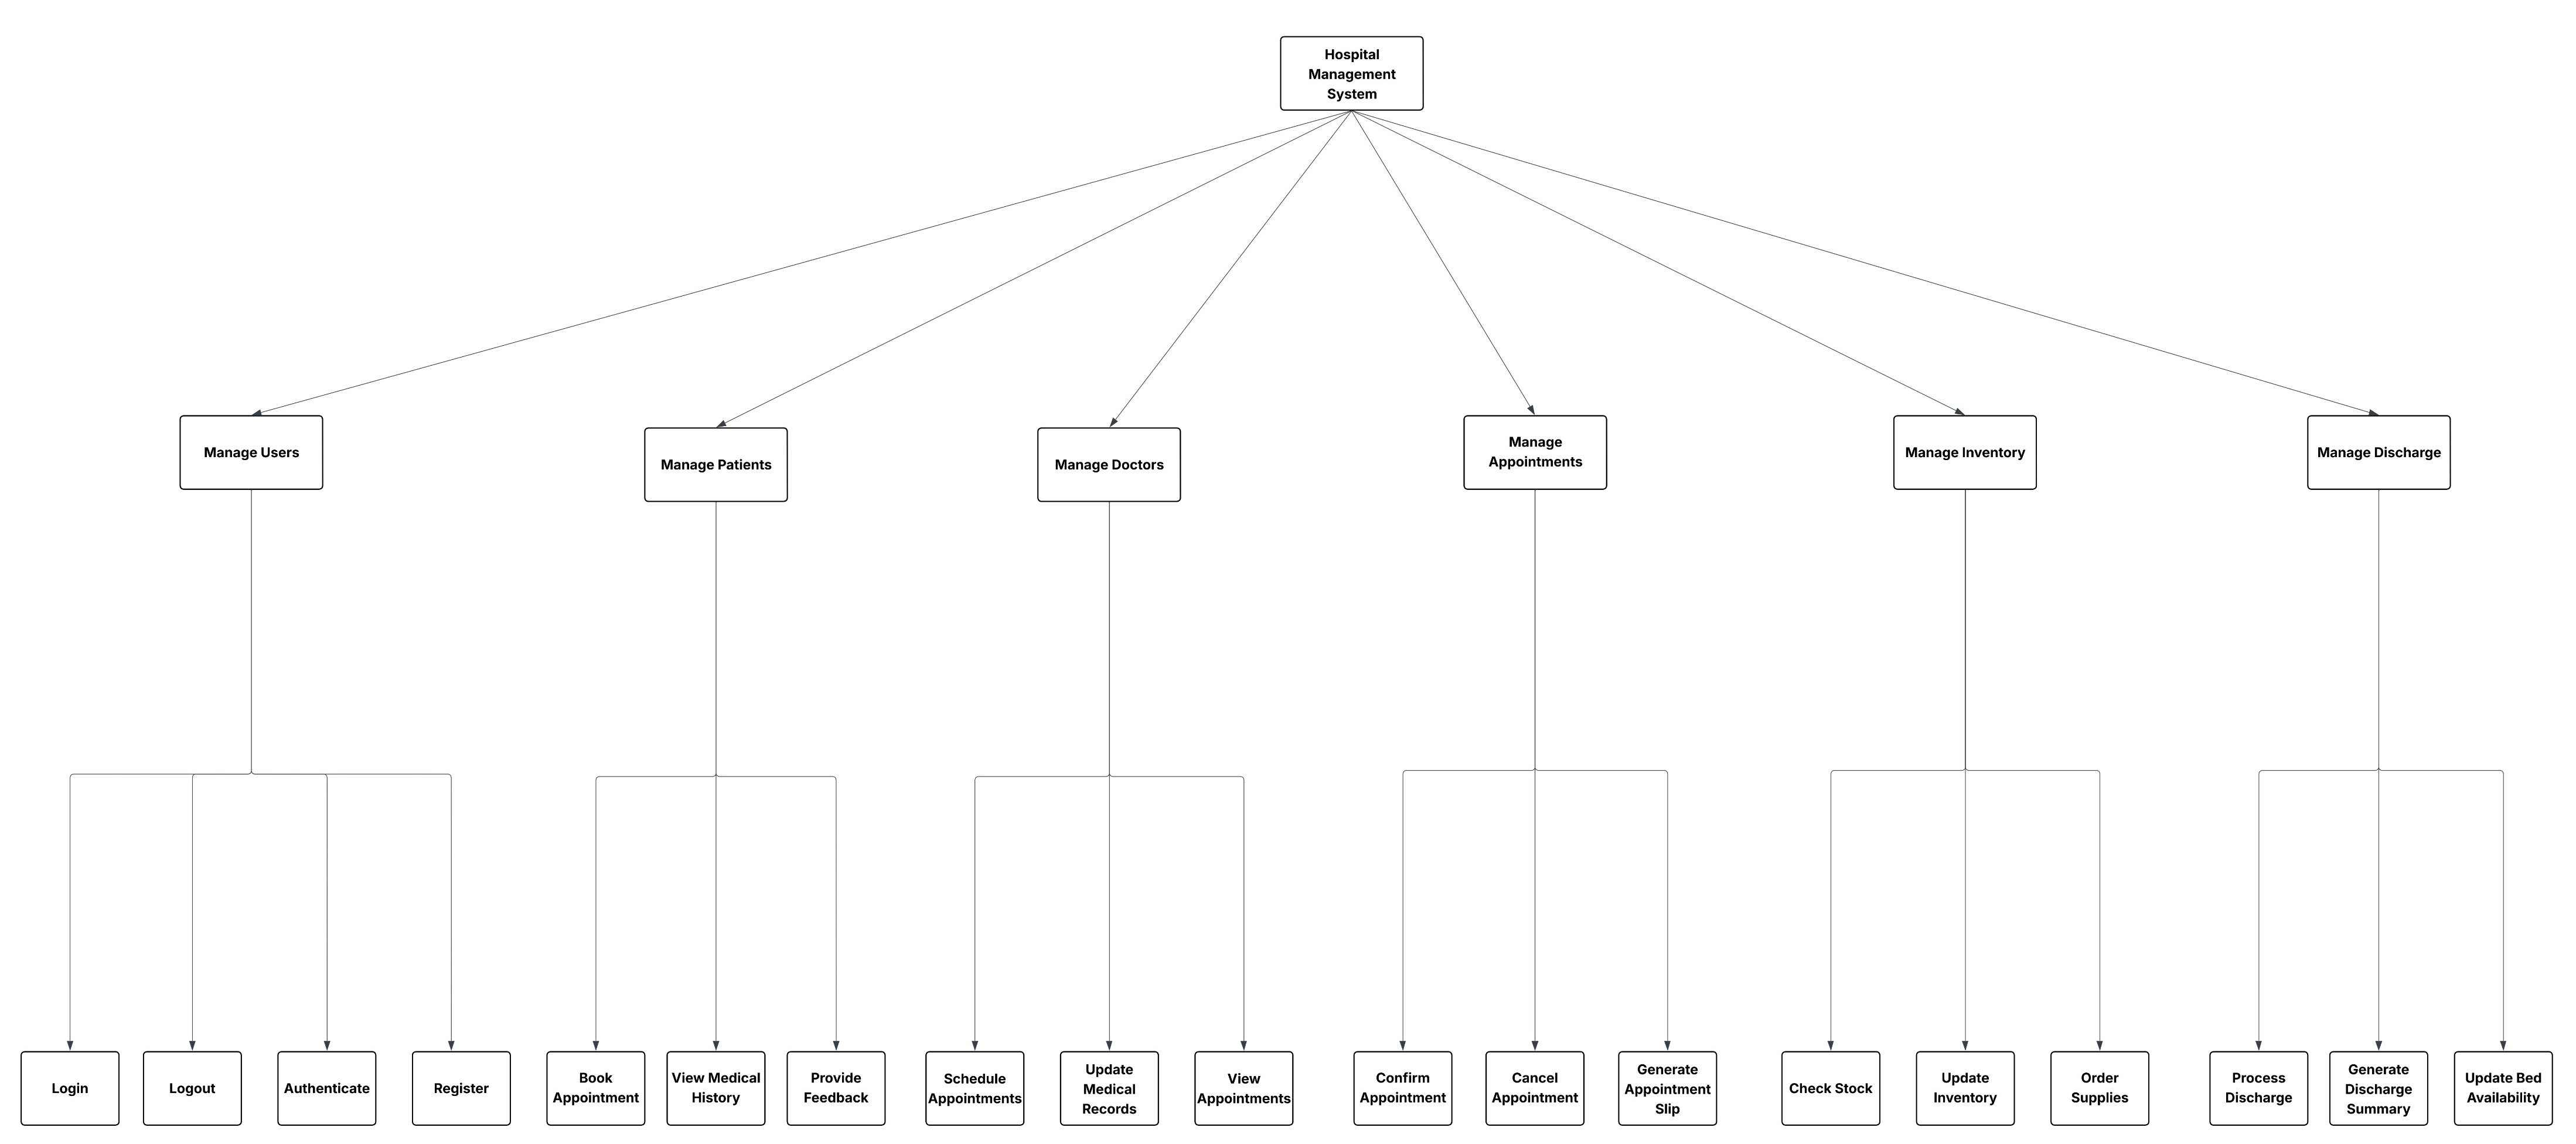 Hospital
Management
System
Manage Users
Manage Patients
Manage Doctors
Manage
Appointments
Manage Inventory
Manage Discharge
Login
Logout
Authenticate
Register
Book
Appointment
View Medical
History
Provide
Feedback
Schedule
Appointments
Update
Medical
Records
View
Appointments
Confirm
Appointment
Cancel
Appointment
Generate
Appointment
Slip
Check Stock
Update
Inventory
Order
Supplies
Process
Discharge
Generate
Discharge
Summary
Update Bed
Availability